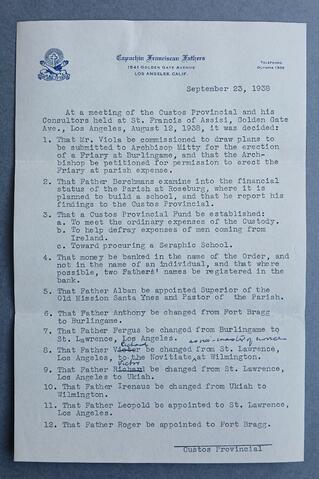 Capuchin Franciscan Fathers
1541 GOLDEN GATE AVENUE
LOS ANGELES, CALIF.
TELEPHONE
OLYMPIA 1305
September 23, 1938
At a meeting of the Custos Provincial and his
Consultors held at St. Francis of Assisi, Golden Gate
Ave., Los Angeles, August 12, 1938, it was decided:
1. That Mr. Viola be commissioned to draw plans to
be submitted to Archbisop Mitty for the erection
of a Friary at Burlingame, and that the Arch-
bishop be petitioned for permission to erect the
Friary at parish expense.
2. That Father Berchmans examine into the financial
status of the Parish at Roseburg, where it is
planned to build a school, and that he report his
findings to the Custos Provincial.
3. That a Custos Provincial Fund be established:
a. To meet the ordinary expenses of the Custody.
b. To help defray expenses of men coming from
Ireland.
c. Toward procuring a Seraphic School.
4. That money be banked in the name of the Order, and
not in the name of an individual, and that where
possible, two Fathers' names be registered in the
bank.
5. That Father Alban be appointed Superior of the
Old Mission Santa Ynes and Pastor of the Parish.
6. That Father Anthony be changed from Fort Bragg
to Burlingame.
7. That Father Fergus be changed from Burlingame to
St. Lawrence, Los Angeles.
8. That Father be changed from St. Lawrence,
Los Angeles, to the Novitiate at Wilmington.
Victor
9. That Father Richard be changed from St. Lawrence,
Los Angeles to Ukiah.
10. That Father Irenaus be changed from Ukiah to
Wilmington.
11. That Father Leopold be appointed to St. Lawrence,
Los Angeles.
12. That Father Roger be appointed to Fort Bragg.
Custos Provincial